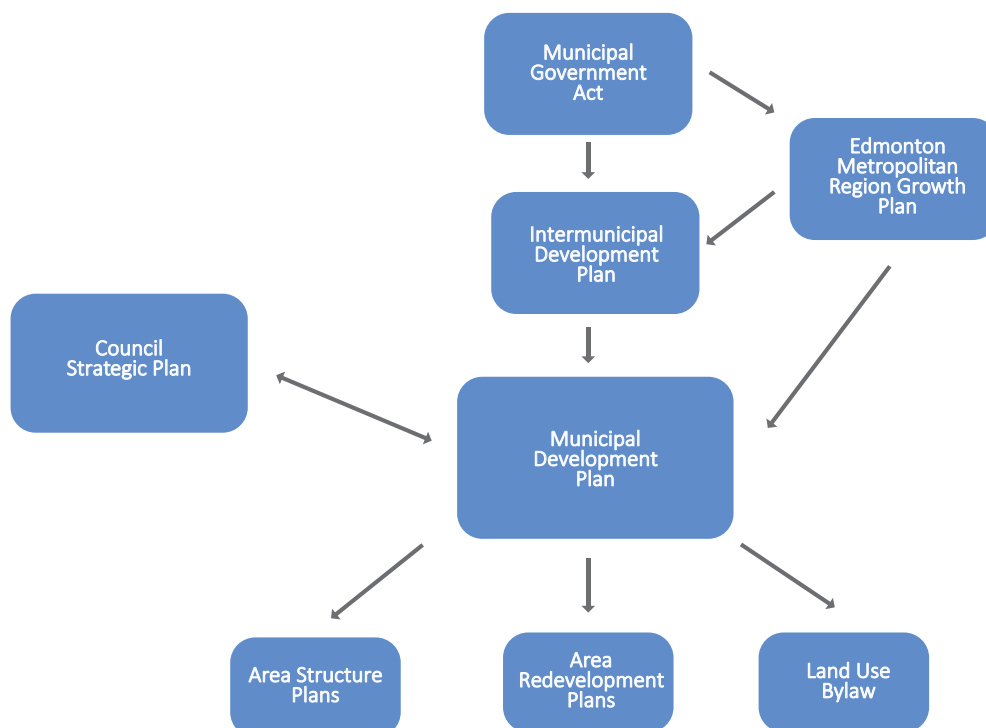 Municipal
Government
Act
Edmonton
Metropolitan
Region Growth
Plan
Intermunicipal
Development
Plan
Council
Strategic Plan
Municipal
Development
Plan
Area Structure
Plans
Area
Redevelopment
Plans
Land Use
Bylaw